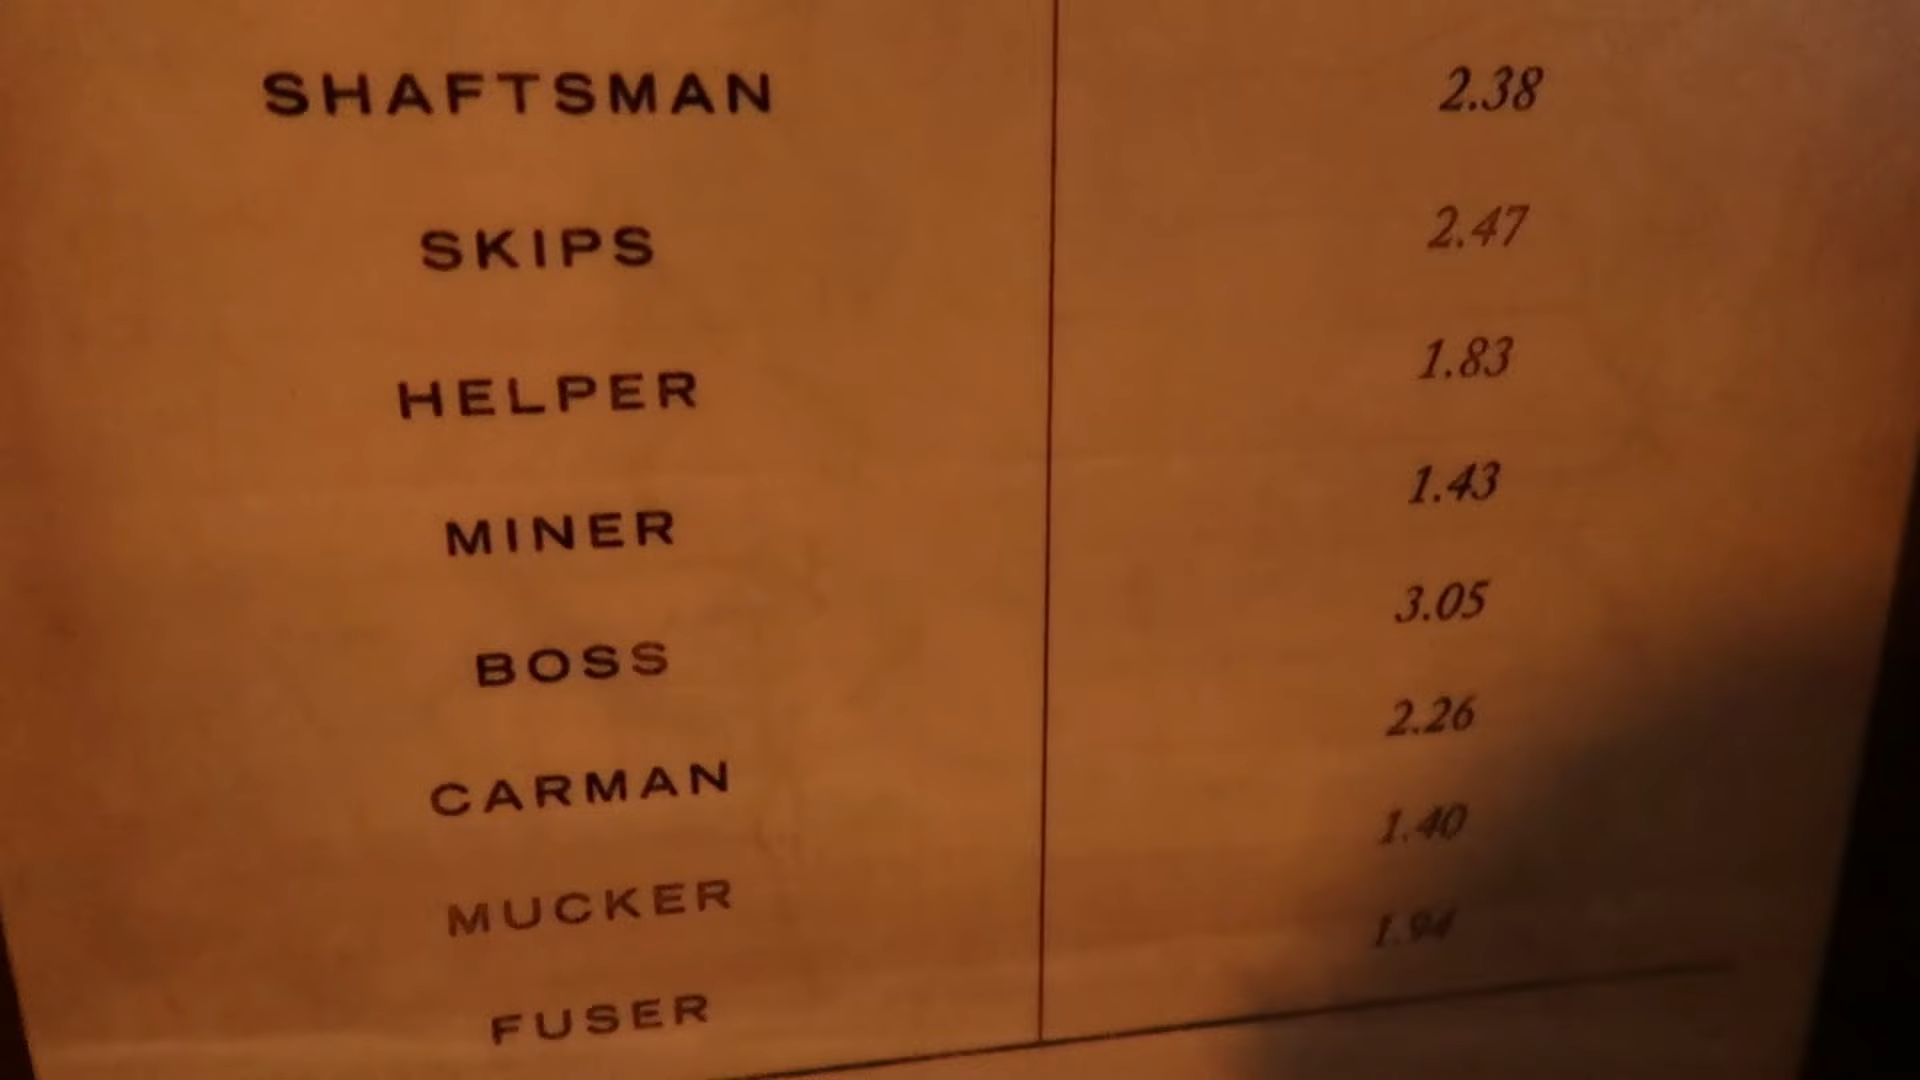 SHAFTSMAN 2.38
SKIPS 2.47
HELPER 1.83
MINER 1.43
BOSS 3.05
CARMAN 2.26
MUCKER 1.40
FUSER 1.94